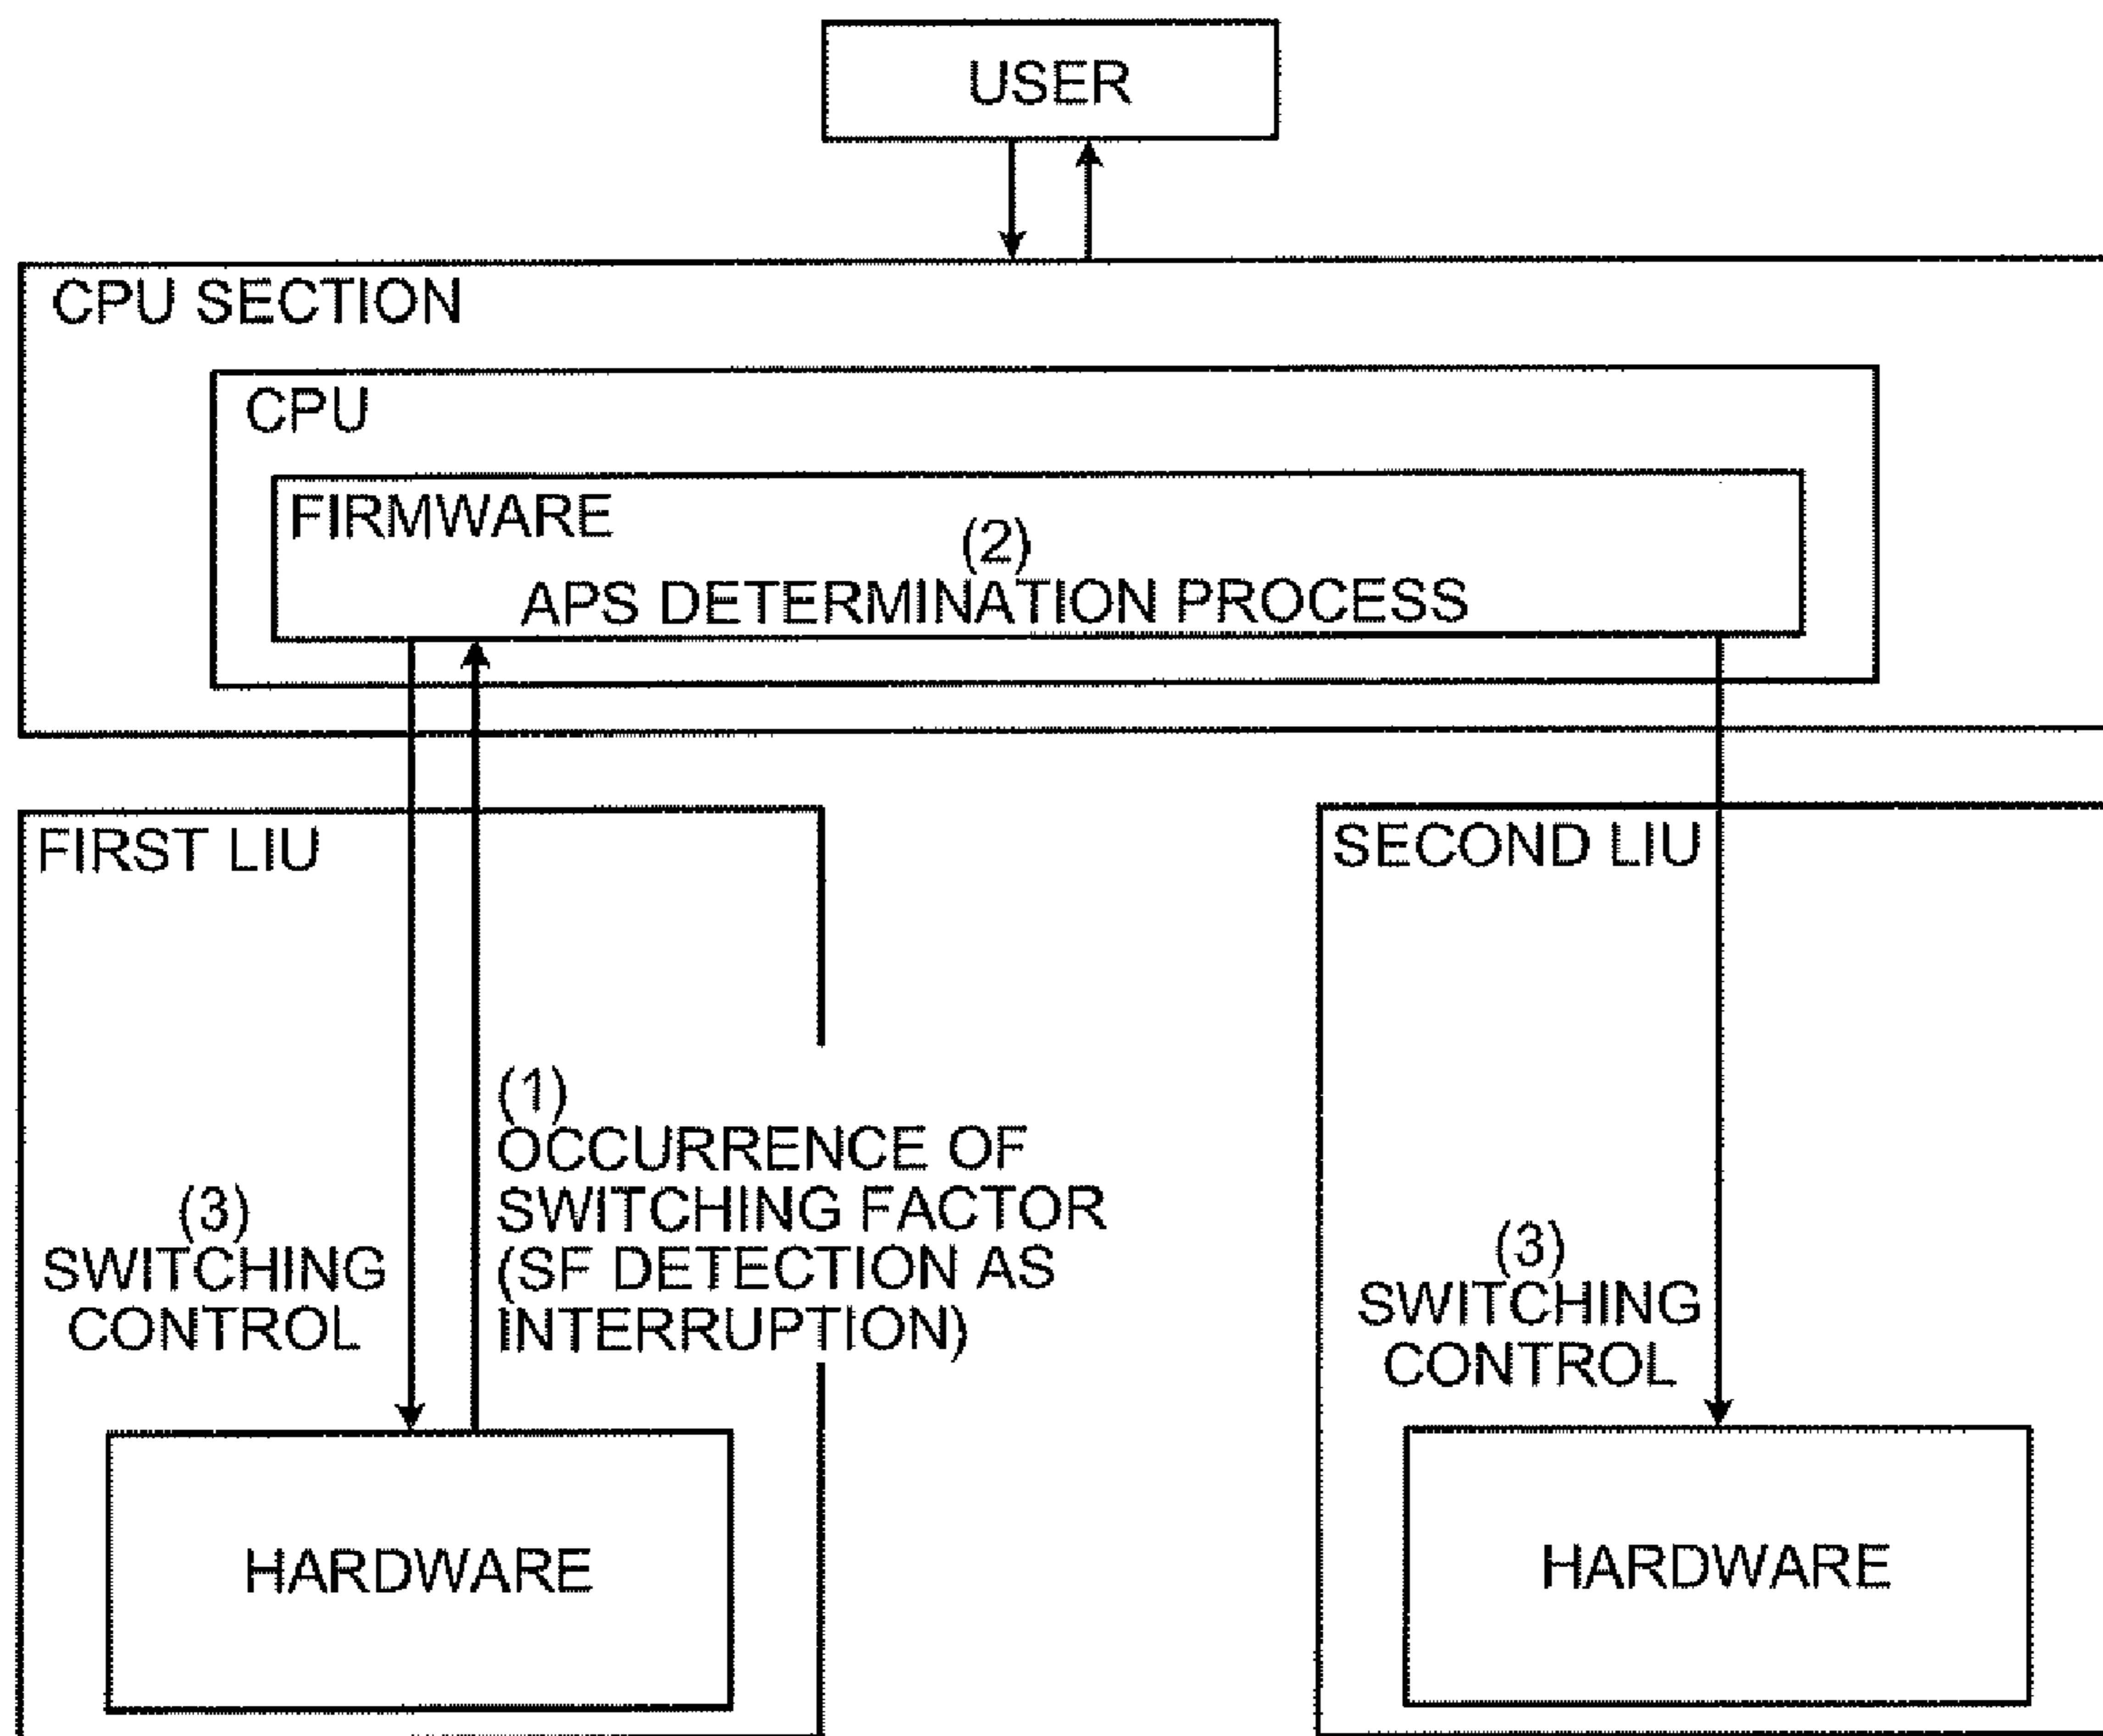 USER
CPU SECTION
CPU
FIRMWARE
(2)
APS DETERMINATION PROCESS
FIRST LIU
(1)
OCCURRENCE OF
SWITCHING FACTOR
(SF DETECTION AS
INTERRUPTION)
(3)
SWITCHING
CONTROL
HARDWARE
SECOND LIU
(3)
SWITCHING
CONTROL
HARDWARE